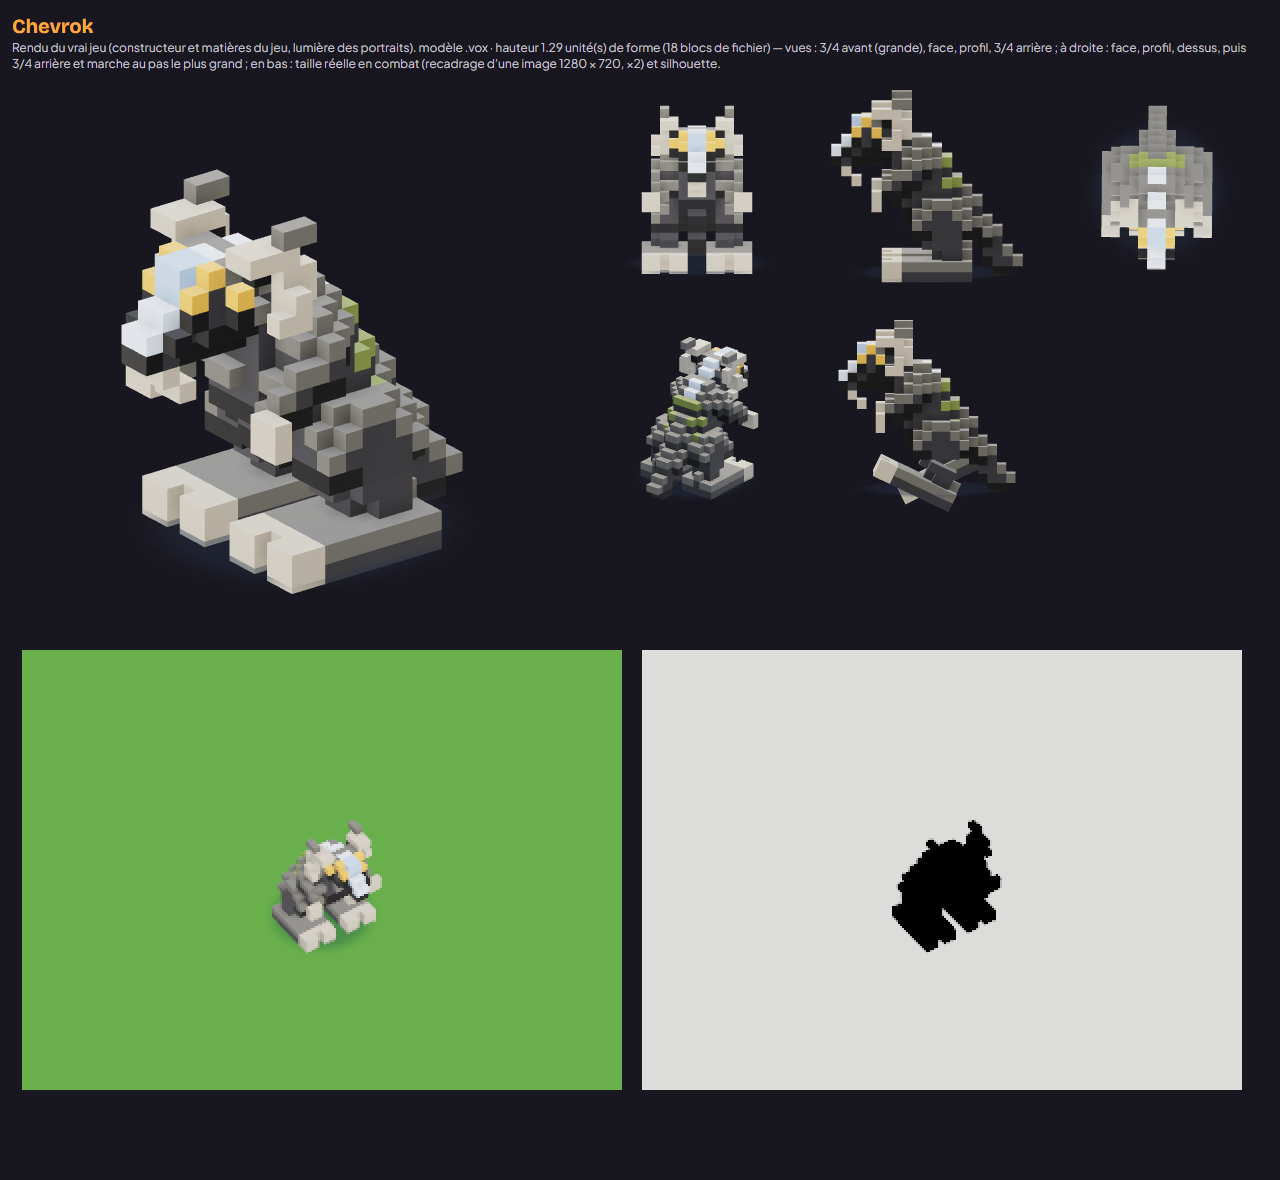 Chevrok
Rendu du vrai jeu (constructeur et matières du jeu, lumière des portraits). modèle .vox · hauteur 1.29 unité(s) de forme (18 blocs de fichier) — vues : 3/4 avant (grande), face, profil, 3/4 arrière ; à droite : face, profil, dessus, puis
3/4 arrière et marche au pas le plus grand ; en bas : taille réelle en combat (recadrage d'une image 1280 × 720, ×2) et silhouette.